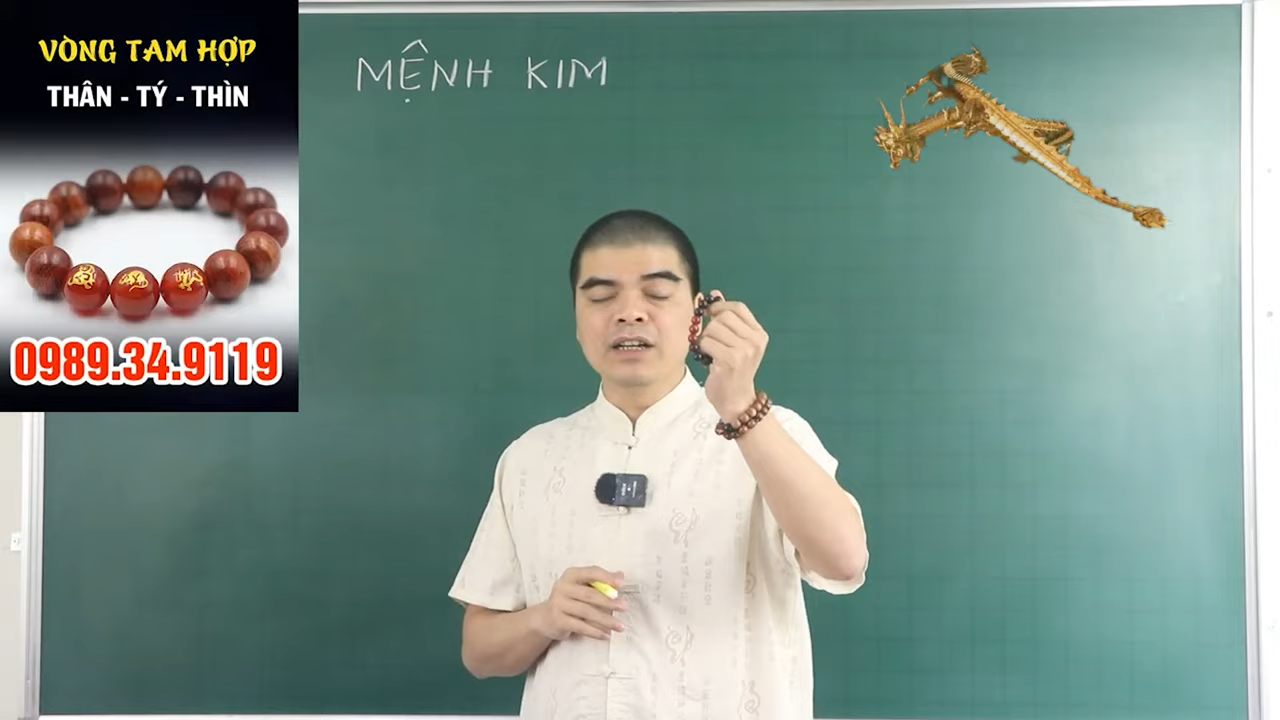 VÒNG TAM HỢP
THÂN - TÝ - THÌN
0989.34.9119
MỆNH KIM